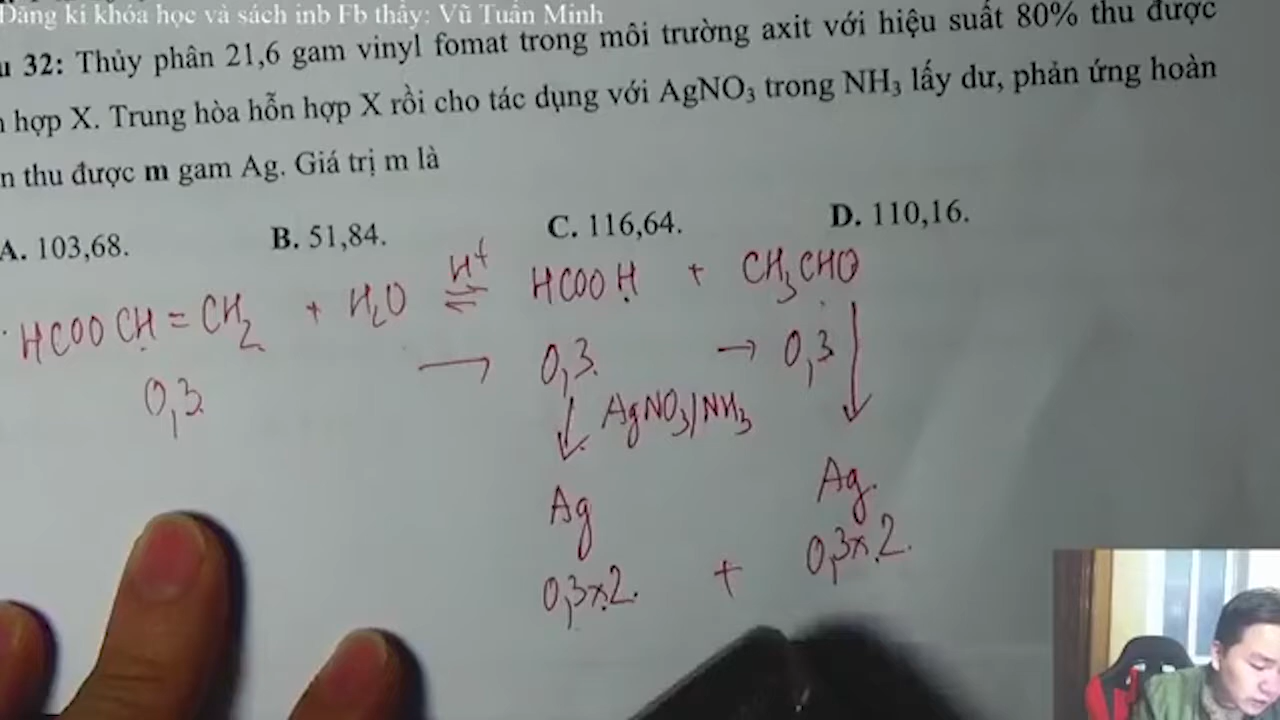 Đăng kí khóa học và sách inb Fb thầy: Vũ Tuấn Minh
32: Thủy phân 21,6 gam vinyl fomat trong môi trường axit với hiệu suất 80% thu được
hợp X. Trung hòa hỗn hợp X rồi cho tác dụng với AgNO₃ trong NH₃ lấy dư, phản ứng hoàn
thu được m gam Ag. Giá trị m là
A. 103,68. B. 51,84. C. 116,64. D. 110,16.
HCOOCH=CH₂ + H₂O ⇌ H⁺ HCOOH + CH₃CHO
0,3 → 0,3 → 0,3
↓ AgNO₃/NH₃ ↓
Ag Ag
0,3x2 + 0,3x2